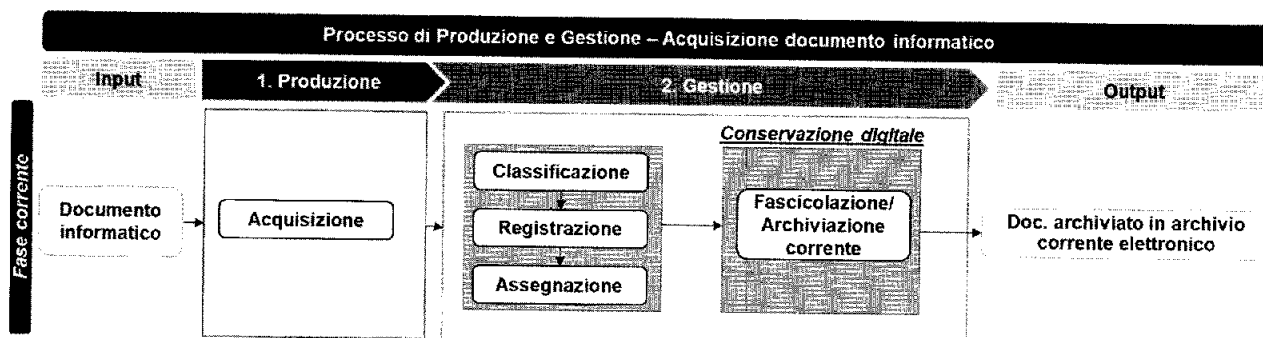 Processo di Produzione e Gestione – Acquisizione documento informatico
Input
1. Produzione
2. Gestione
Output
Fase corrente
Documento
informatico
Acquisizione
Classificazione
Registrazione
Assegnazione
Conservazione digitale
Fascicolazione/
Archiviazione
corrente
Doc. archiviato in archivio
corrente elettronico